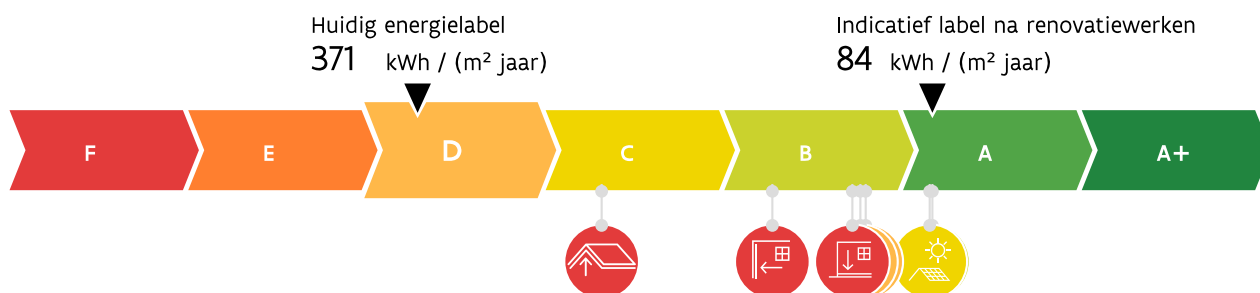 Huidig energielabel
371 kWh / (m² jaar)
Indicatief label na renovatiewerken
84 kWh / (m² jaar)
F
E
D
C
B
A
A+